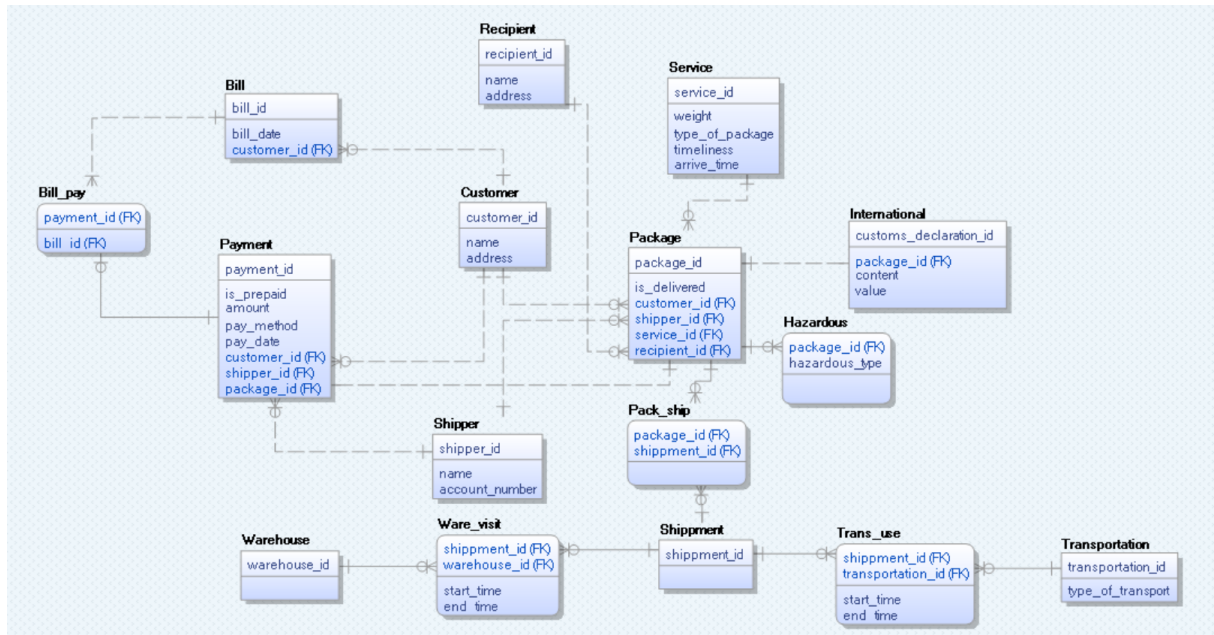 Recipient
recipient_id
name
address
Service
service_id
weight
type_of_package
timeliness
arrive_time
Bill
bill_id
bill_date
customer_id (FK)
Bill_pay
payment_id (FK)
bill_id (FK)
Customer
customer_id
name
address
International
customs_declaration_id
package_id (FK)
content
value
Payment
payment_id
is_prepaid
amount
pay_method
pay_date
customer_id (FK)
shipper_id (FK)
package_id (FK)
Package
package_id
is_delivered
customer_id (FK)
shipper_id (FK)
service_id (FK)
recipient_id (FK)
Hazardous
package_id (FK)
hazardous_type
Pack_ship
package_id (FK)
shippment_id (FK)
Shipper
shipper_id
name
account_number
Warehouse
warehouse_id
Ware_visit
shippment_id (FK)
warehouse_id (FK)
start_time
end_time
Shippment
shippment_id
Trans_use
shippment_id (FK)
transportation_id (FK)
start_time
end_time
Transportation
transportation_id
type_of_transport